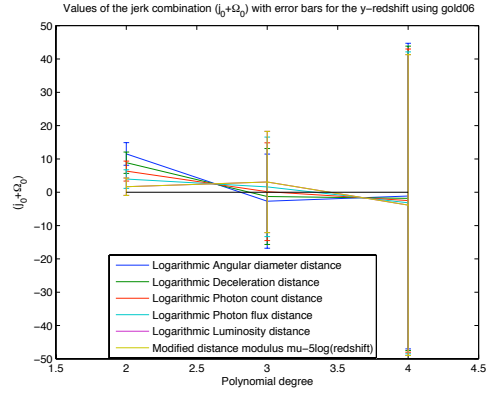 Values of the jerk combination (j₀+Ω₀) with error bars for the y-redshift using gold06
50
40
30
20
10
0
−10
−20
−30
−40
−50
(j₀+Ω₀)
Logarithmic Angular diameter distance
Logarithmic Deceleration distance
Logarithmic Photon count distance
Logarithmic Photon flux distance
Logarithmic Luminosity distance
Modified distance modulus mu-5log(redshift)
1.5 2 2.5 3 3.5 4 4.5
Polynomial degree